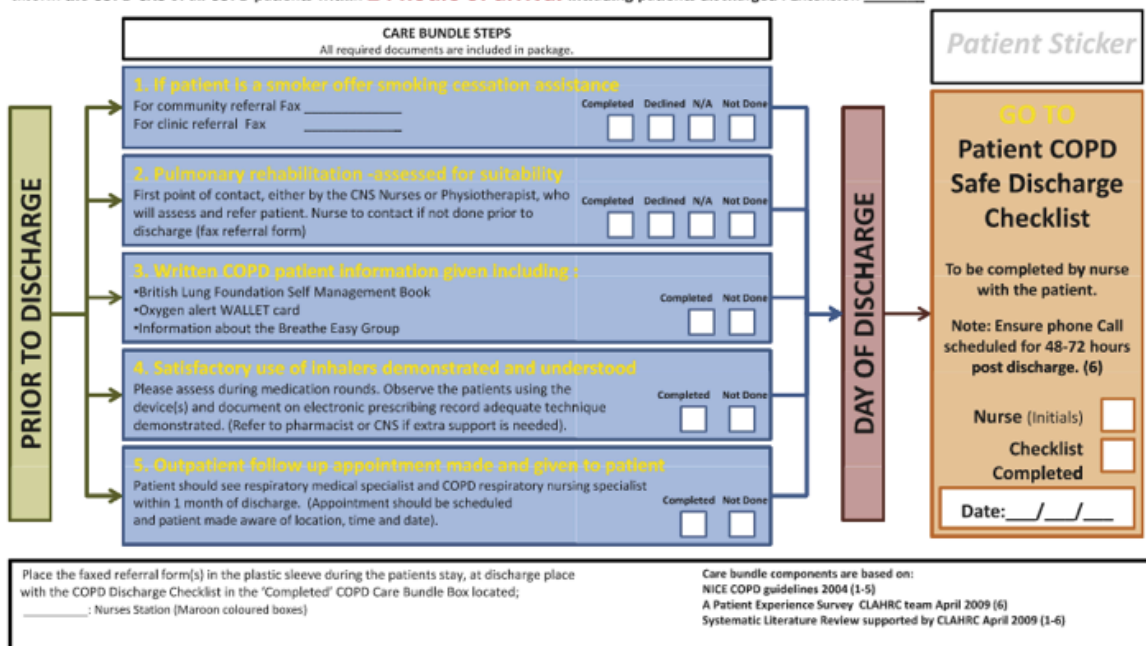 24 hours of arrival including patients discharged
CARE BUNDLE STEPS
All required documents are included in package.
Patient Sticker
PRIOR TO DISCHARGE
1. If patient is a smoker offer smoking cessation assistance
For community referral Fax _______________
For clinic referral Fax _______________
Completed Declined N/A Not Done
2. Pulmonary rehabilitation -assessed for suitability
First point of contact, either by the CNS Nurses or Physiotherapist, who
will assess and refer patient. Nurse to contact if not done prior to
discharge (fax referral form)
Completed Declined N/A Not Done
3. Written COPD patient information given including :
•British Lung Foundation Self Management Book
•Oxygen alert WALLET card
•Information about the Breathe Easy Group
Completed Not Done
4. Satisfactory use of inhalers demonstrated and understood
Please assess during medication rounds. Observe the patients using the
device(s) and document on electronic prescribing record adequate technique
demonstrated. (Refer to pharmacist or CNS if extra support is needed).
Completed Not Done
5. Outpatient follow up appointment made and given to patient
Patient should see respiratory medical specialist and COPD respiratory nursing specialist
within 1 month of discharge. (Appointment should be scheduled
and patient made aware of location, time and date).
Completed Not Done
DAY OF DISCHARGE
GO TO
Patient COPD
Safe Discharge
Checklist
To be completed by nurse
with the patient.
Note: Ensure phone Call
scheduled for 48-72 hours
post discharge. (6)
Nurse (Initials)
Checklist
Completed
Date:___/___/___
Place the faxed referral form(s) in the plastic sleeve during the patients stay, at discharge place
with the COPD Discharge Checklist in the 'Completed' COPD Care Bundle Box located;
__________: Nurses Station (Maroon coloured boxes)
Care bundle components are based on:
NICE COPD guidelines 2004 (1-5)
A Patient Experience Survey CLAHRC team April 2009 (6)
Systematic Literature Review supported by CLAHRC April 2009 (1-6)